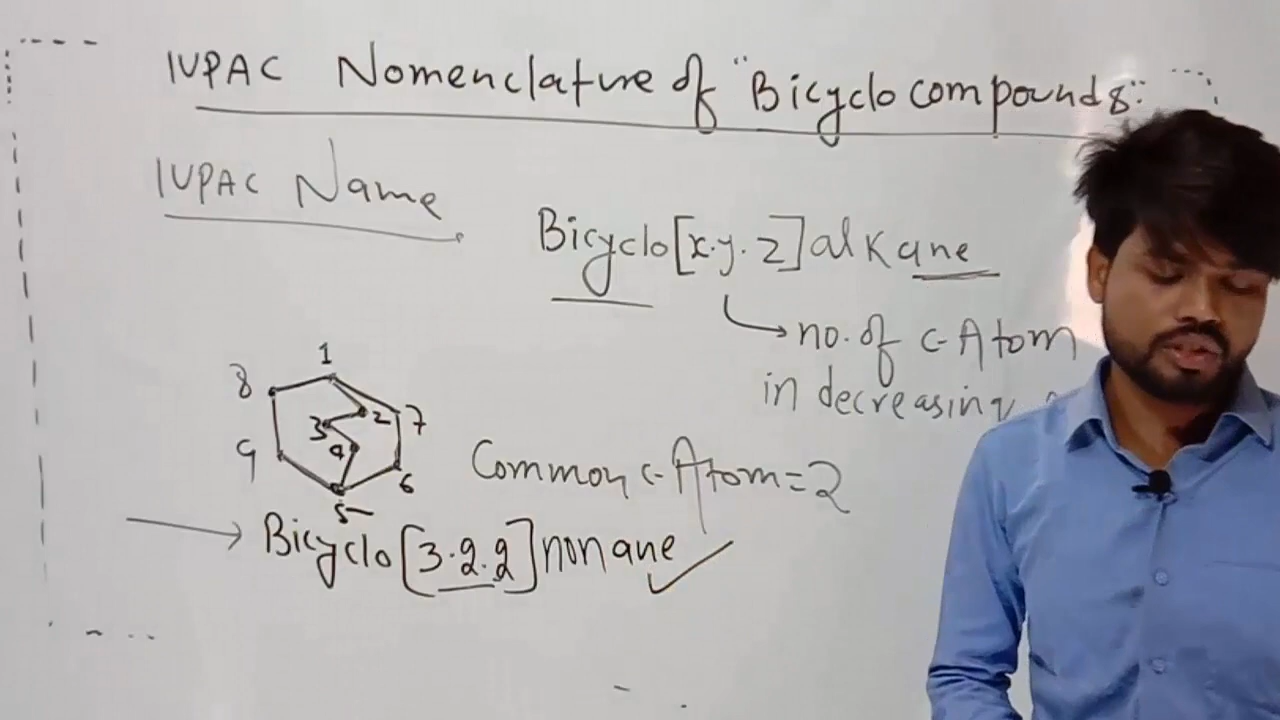 IUPAC Nomenclature of "Bicyclo compounds".
IUPAC Name
Bicyclo[x.y.z]alkane
no. of C-Atom
in decreasing
1
8
2
7
3
4
9
6
Common C-Atom=2
5
Bicyclo[3.2.2]nonane